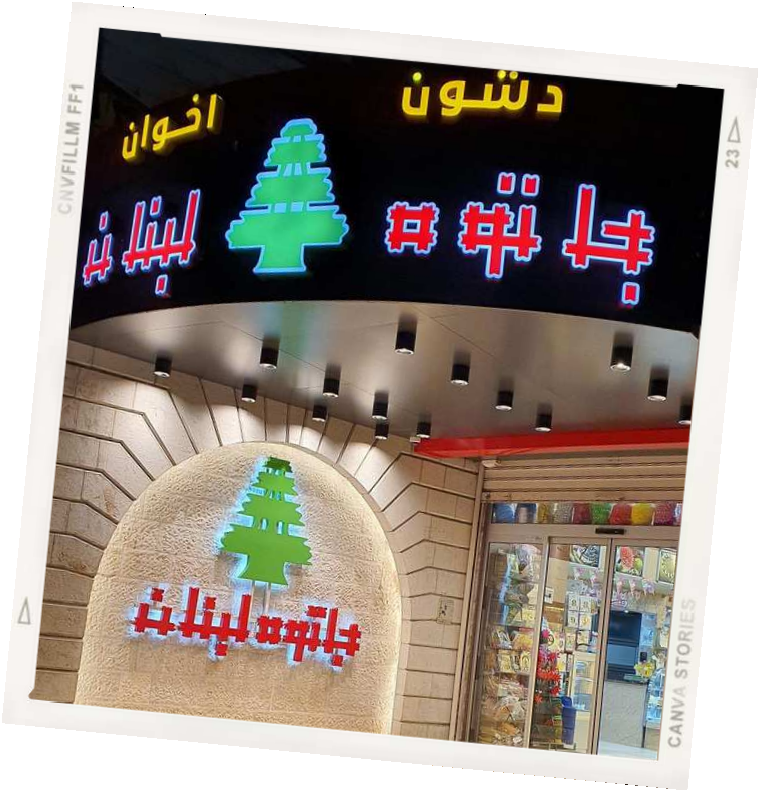 دشون اخوان
جاتوه لبنان
جاتوه لبنان
CNVFILLM FF1
23
CANVA STORIES